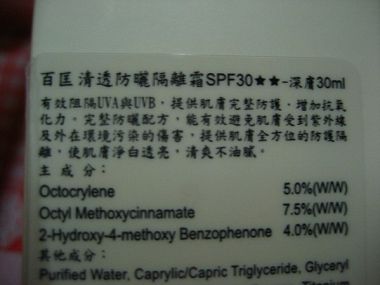 百匡清透防曬隔離霜SPF30★★-深膚30ml
有效阻隔UVA與UVB，提供肌膚完整防護，增加抗氧
化力。完整防曬配方，能有效避免肌膚受到紫外線
及外在環境污染的傷害，提供肌膚全方位的防護隔
離，使肌膚淨白透亮，清爽不油膩。
主 成 分：
Octocrylene 5.0%(W/W)
Octyl Methoxycinnamate 7.5%(W/W)
2-Hydroxy-4-methoxy Benzophenone 4.0%(W/W)
其他成分：
Purified Water, Caprylic/Capric Triglyceride, Glyceryl
Titanium